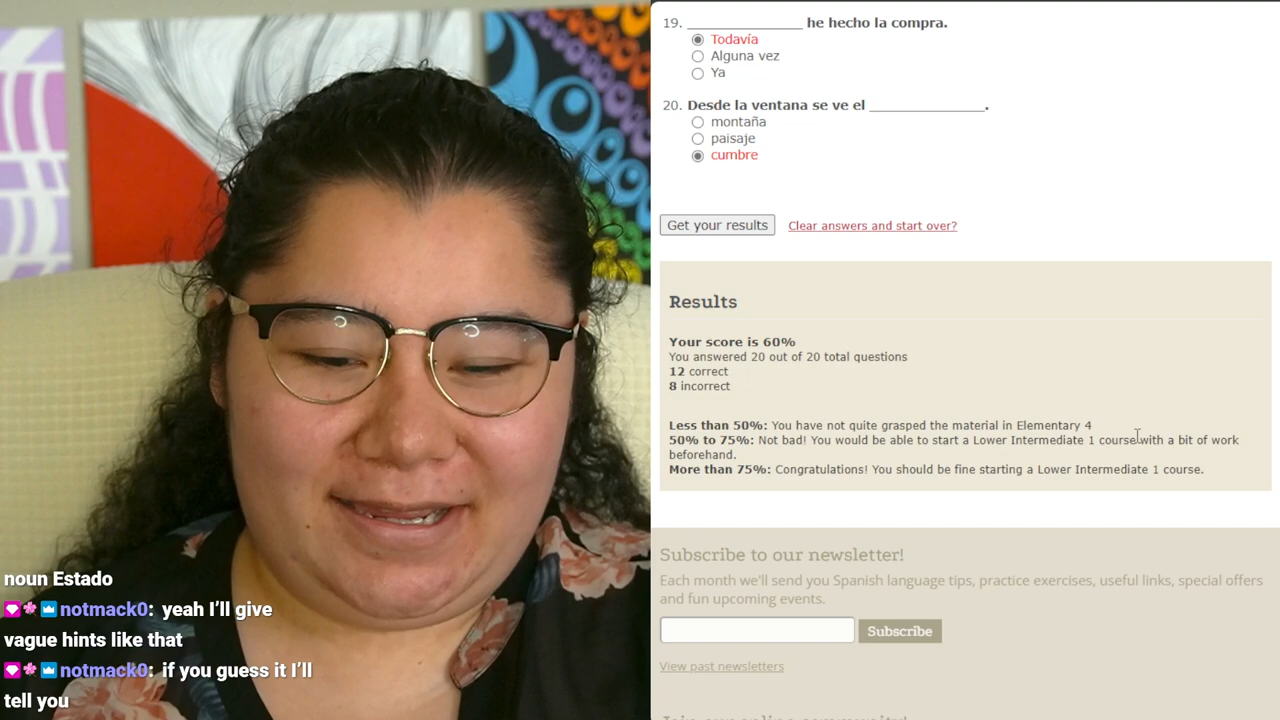 19. ________________ he hecho la compra.
Todavía
Alguna vez
Ya
20. Desde la ventana se ve el ________________.
montaña
paisaje
cumbre
Get your results Clear answers and start over?
Results
Your score is 60%
You answered 20 out of 20 total questions
12 correct
8 incorrect
Less than 50%: You have not quite grasped the material in Elementary 4
50% to 75%: Not bad! You would be able to start a Lower Intermediate 1 course with a bit of work
beforehand.
More than 75%: Congratulations! You should be fine starting a Lower Intermediate 1 course.
Subscribe to our newsletter!
Each month we'll send you Spanish language tips, practice exercises, useful links, special offers
and fun upcoming events.
Subscribe
View past newsletters
noun Estado
notmack0: yeah I’ll give
vague hints like that
notmack0: if you guess it I’ll
tell you